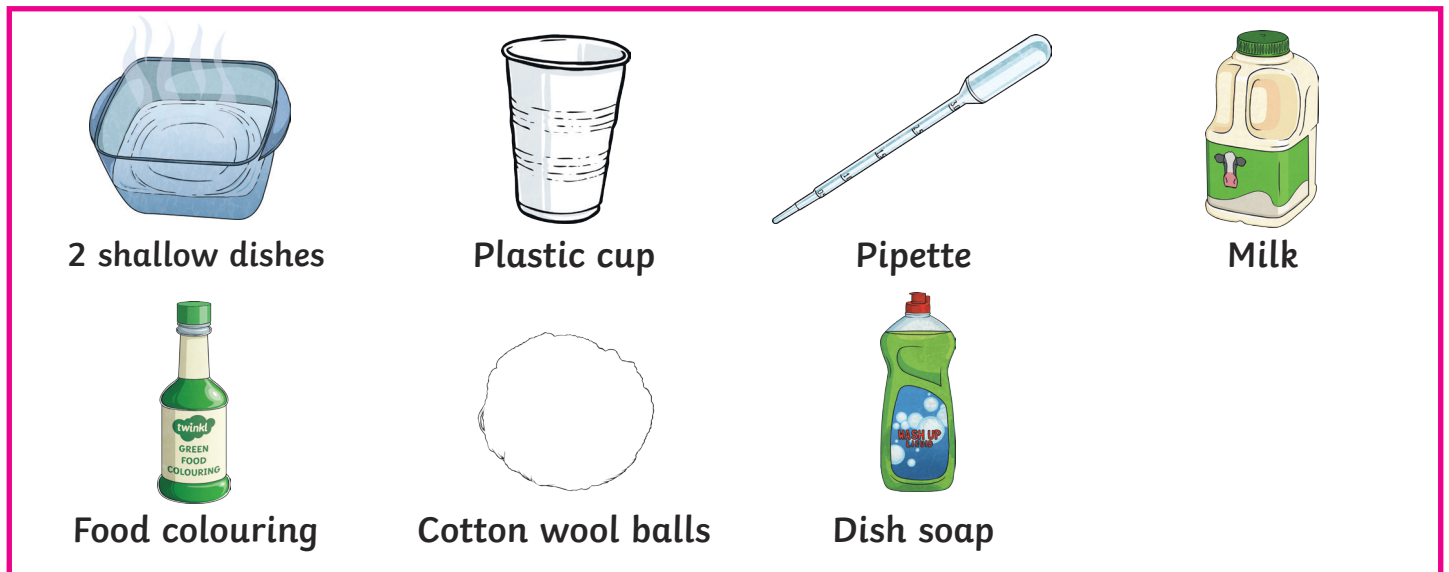 2 shallow dishes
Plastic cup
Pipette
Milk
twinkl
GREEN
FOOD
COLOURING
WASH UP
LIQUID
Food colouring
Cotton wool balls
Dish soap